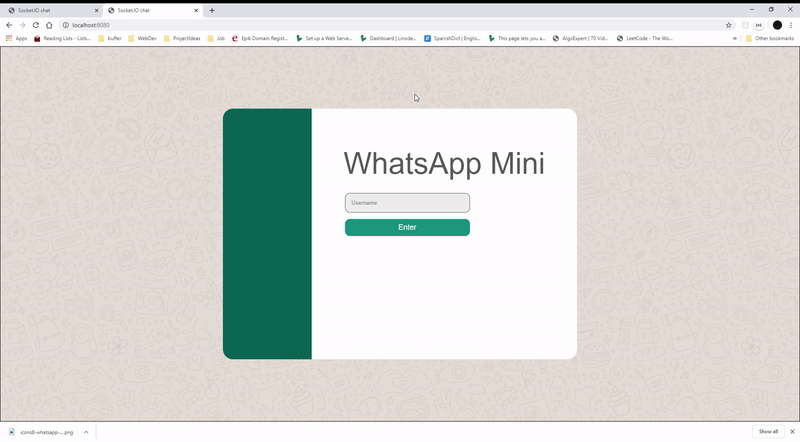 Socket.IO chat
Socket.IO chat
localhost:8080
Apps
Reading Lists - Lists...
buffer
WebDev
ProjectIdeas
Job
Epik Domain Regist...
Set up a Web Serve...
Dashboard | Linode...
SpanishDict | Englis...
This page lets you a...
AlgoExpert | 70 Vid...
LeetCode - The Wo...
Other bookmarks
WhatsApp Mini
Username
Enter
icons8-whatsapp-....png
Show all